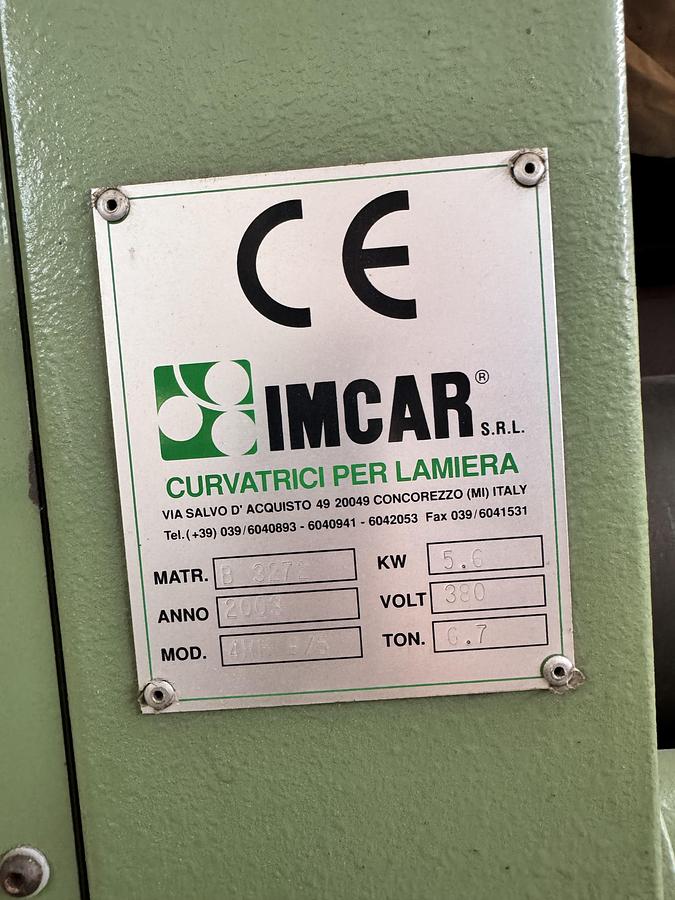 CE
IMCAR®
S.R.L.
CURVATRICI PER LAMIERA
VIA SALVO D' ACQUISTO 49 20049 CONCOREZZO (MI) ITALY
Tel.(+39) 039/6040893 - 6040941 - 6042053 Fax 039/6041531
MATR. B KW 5.6
ANNO VOLT 380
MOD. TON.